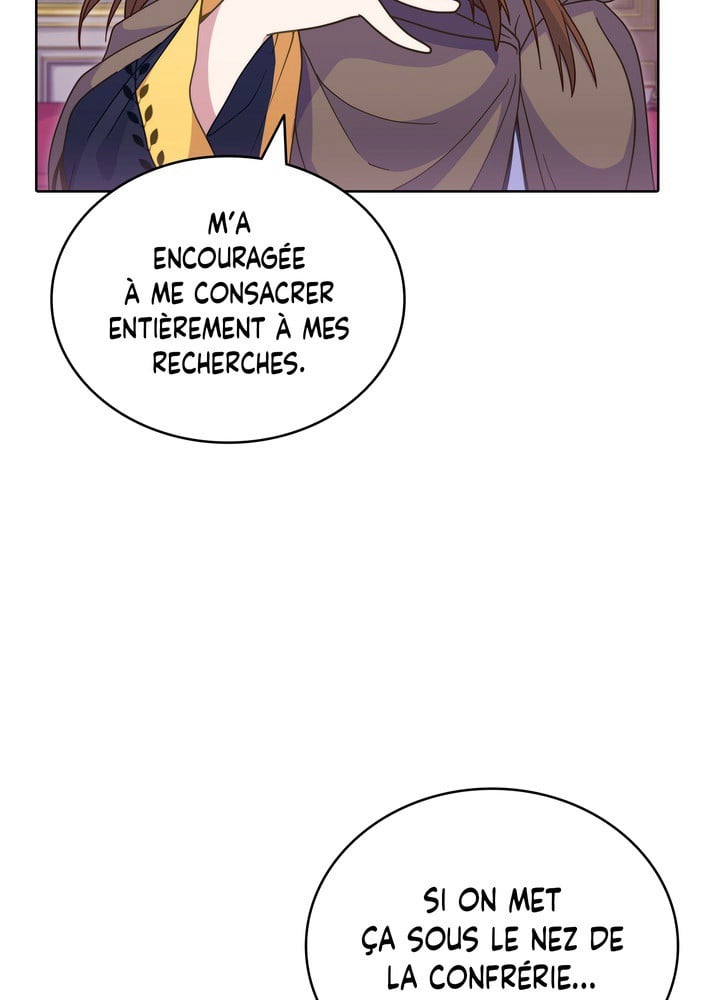 M'A
ENCOURAGÉE
À ME CONSACRER
ENTIÈREMENT À MES
RECHERCHES.
SI ON MET
ÇA SOUS LE NEZ DE
LA CONFRÉRIE...